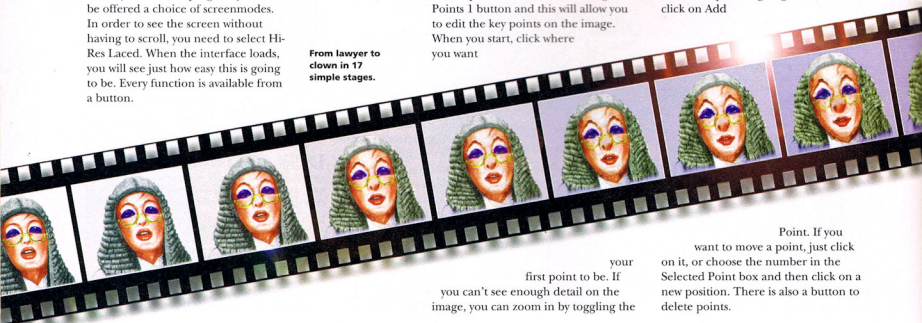 be offered a choice of screenmodes.
In order to see the screen without
having to scroll, you need to select Hi-
Res Laced. When the interface loads,
you will see just how easy this is going
to be. Every function is available from
a button.
From lawyer to
clown in 17
simple stages.
Points 1 button and this will allow you
to edit the key points on the image.
When you start, click where
you want
your
first point to be. If
you can't see enough detail on the
image, you can zoom in by toggling the
click on Add
Point. If you
want to move a point, just click
on it, or choose the number in the
Selected Point box and then click on a
new position. There is also a button to
delete points.